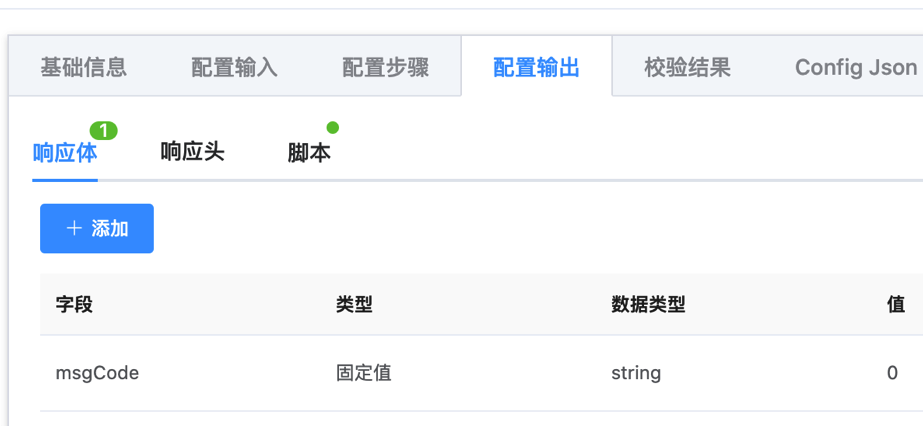 基础信息 配置输入 配置步骤 配置输出 校验结果 Config Json
响应体 1 响应头 脚本
+ 添加
字段 类型 数据类型 值
msgCode 固定值 string 0